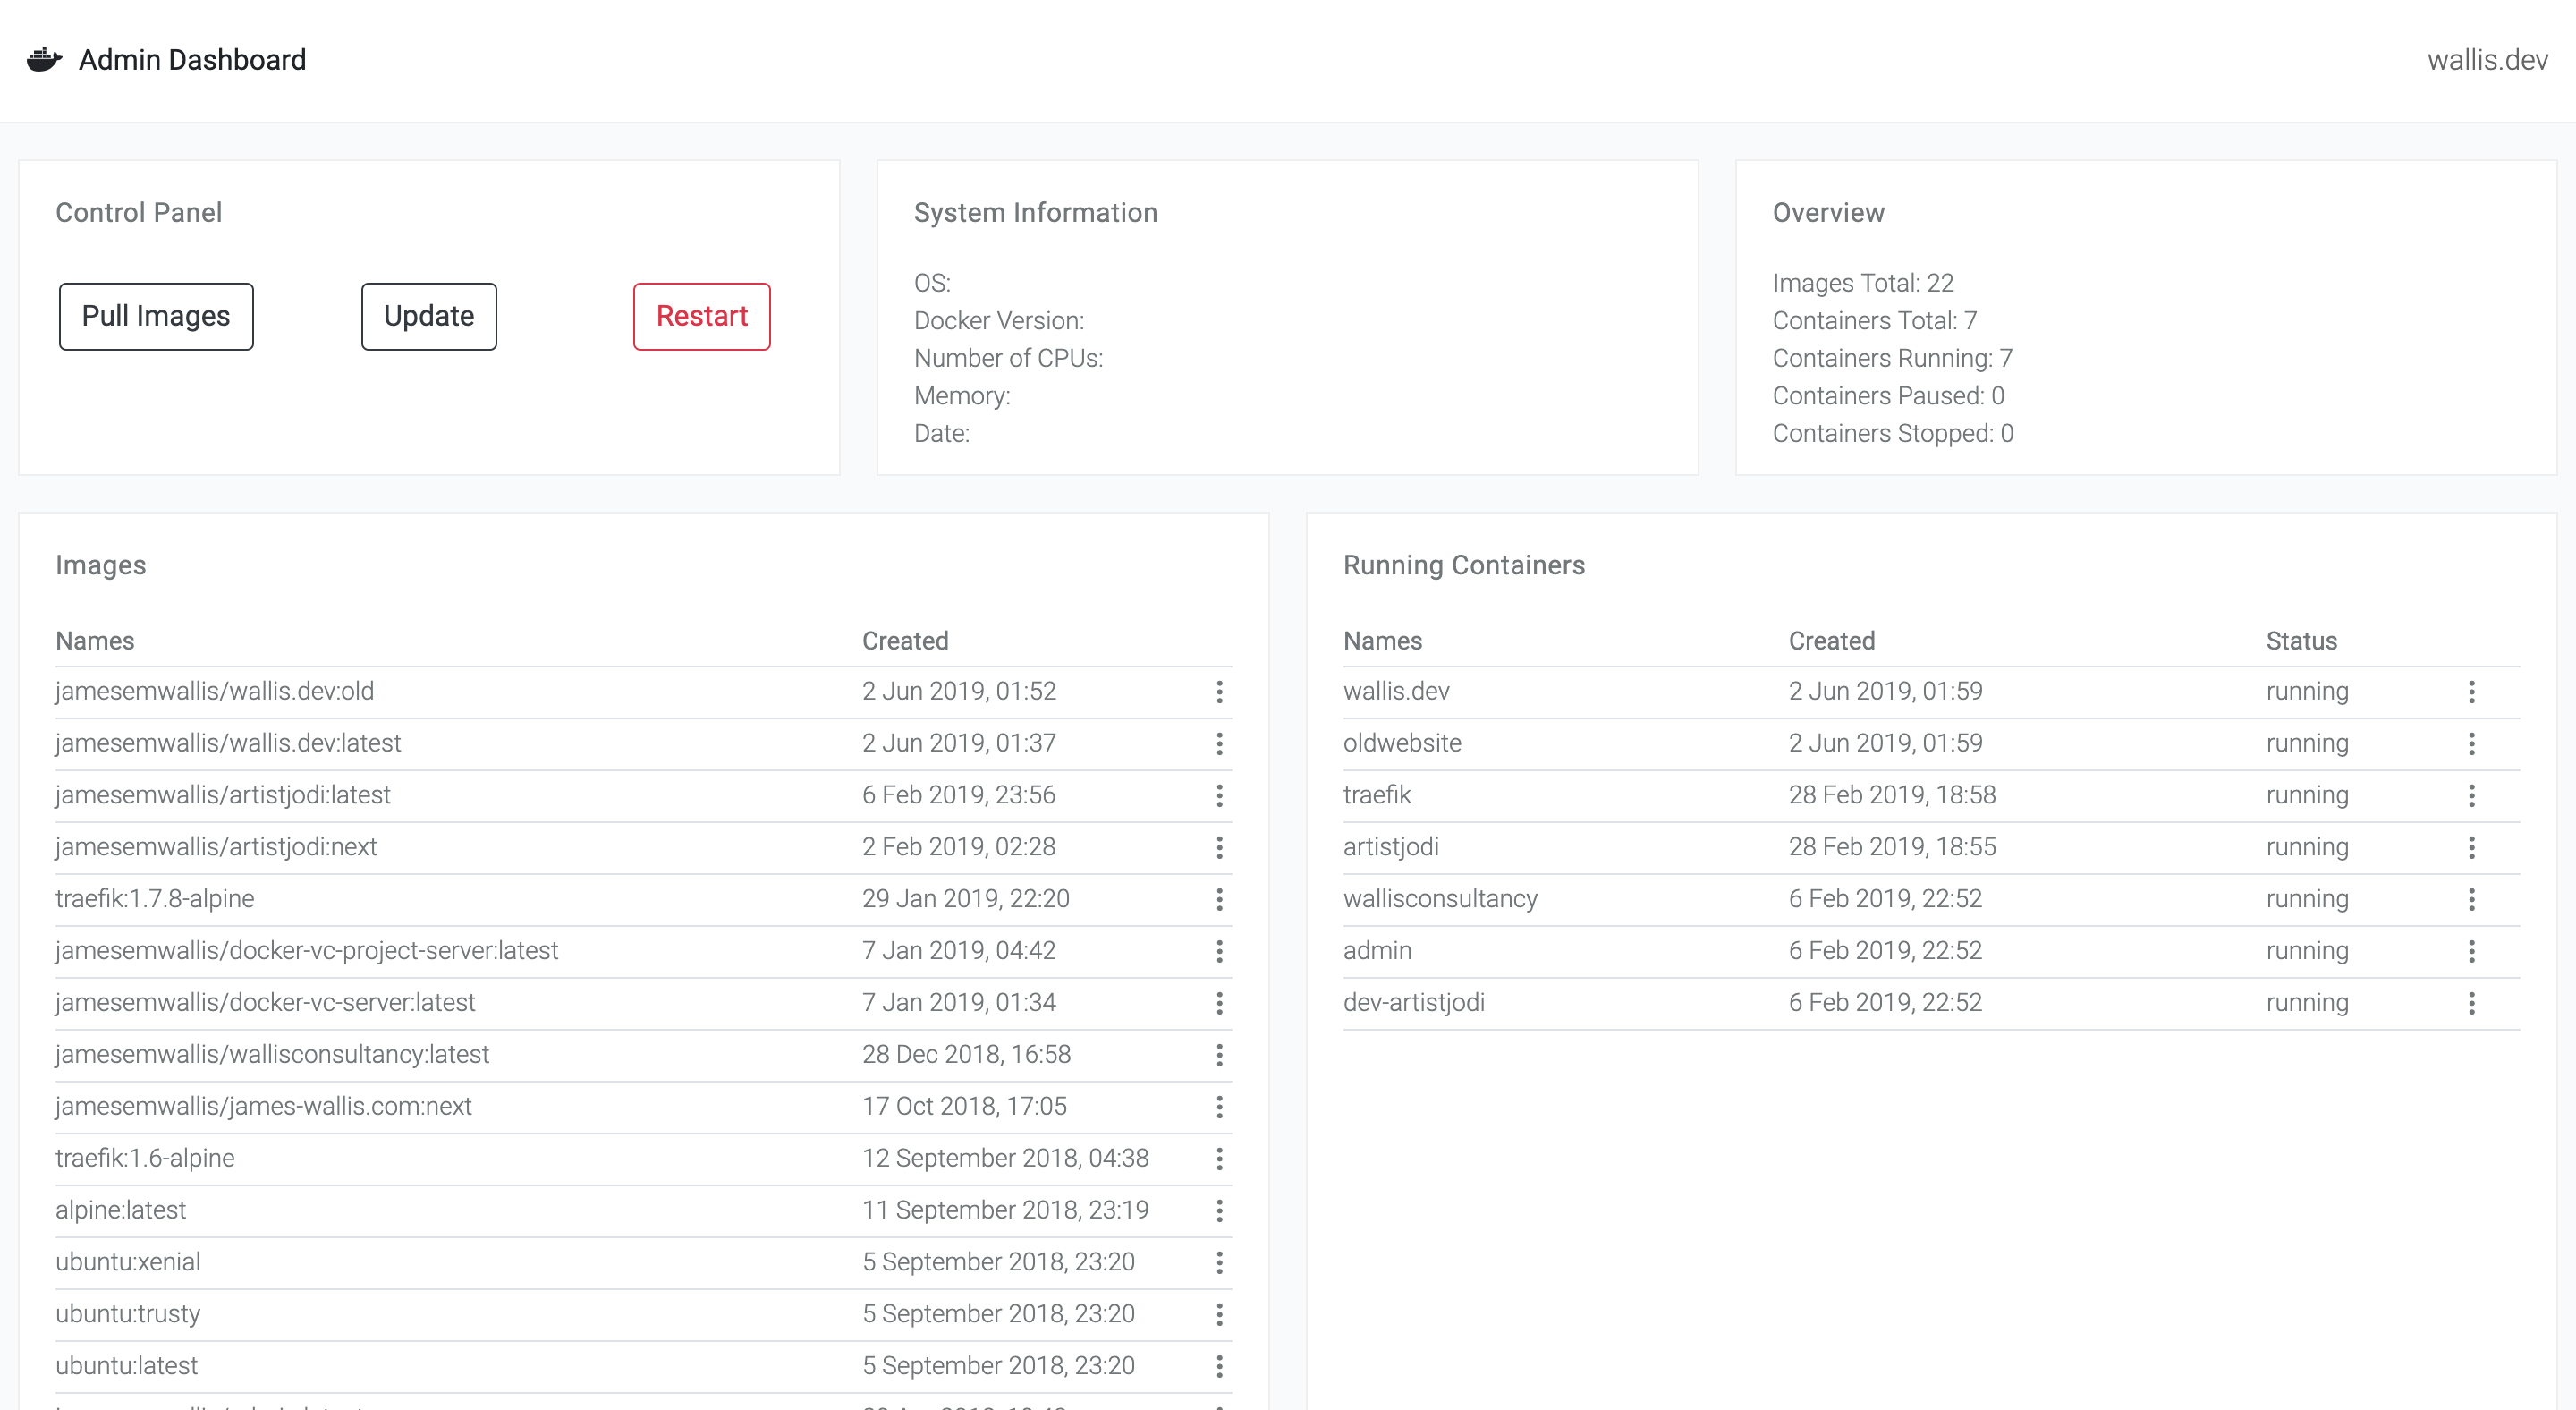 Admin Dashboard
wallis.dev
Control Panel
Pull Images Update Restart
System Information
OS:
Docker Version:
Number of CPUs:
Memory:
Date:
Overview
Images Total: 22
Containers Total: 7
Containers Running: 7
Containers Paused: 0
Containers Stopped: 0
Images
Names Created
jamesemwallis/wallis.dev:old 2 Jun 2019, 01:52
jamesemwallis/wallis.dev:latest 2 Jun 2019, 01:37
jamesemwallis/artistjodi:latest 6 Feb 2019, 23:56
jamesemwallis/artistjodi:next 2 Feb 2019, 02:28
traefik:1.7.8-alpine 29 Jan 2019, 22:20
jamesemwallis/docker-vc-project-server:latest 7 Jan 2019, 04:42
jamesemwallis/docker-vc-server:latest 7 Jan 2019, 01:34
jamesemwallis/wallisconsultancy:latest 28 Dec 2018, 16:58
jamesemwallis/james-wallis.com:next 17 Oct 2018, 17:05
traefik:1.6-alpine 12 September 2018, 04:38
alpine:latest 11 September 2018, 23:19
ubuntu:xenial 5 September 2018, 23:20
ubuntu:trusty 5 September 2018, 23:20
ubuntu:latest 5 September 2018, 23:20
Running Containers
Names Created Status
wallis.dev 2 Jun 2019, 01:59 running
oldwebsite 2 Jun 2019, 01:59 running
traefik 28 Feb 2019, 18:58 running
artistjodi 28 Feb 2019, 18:55 running
wallisconsultancy 6 Feb 2019, 22:52 running
admin 6 Feb 2019, 22:52 running
dev-artistjodi 6 Feb 2019, 22:52 running